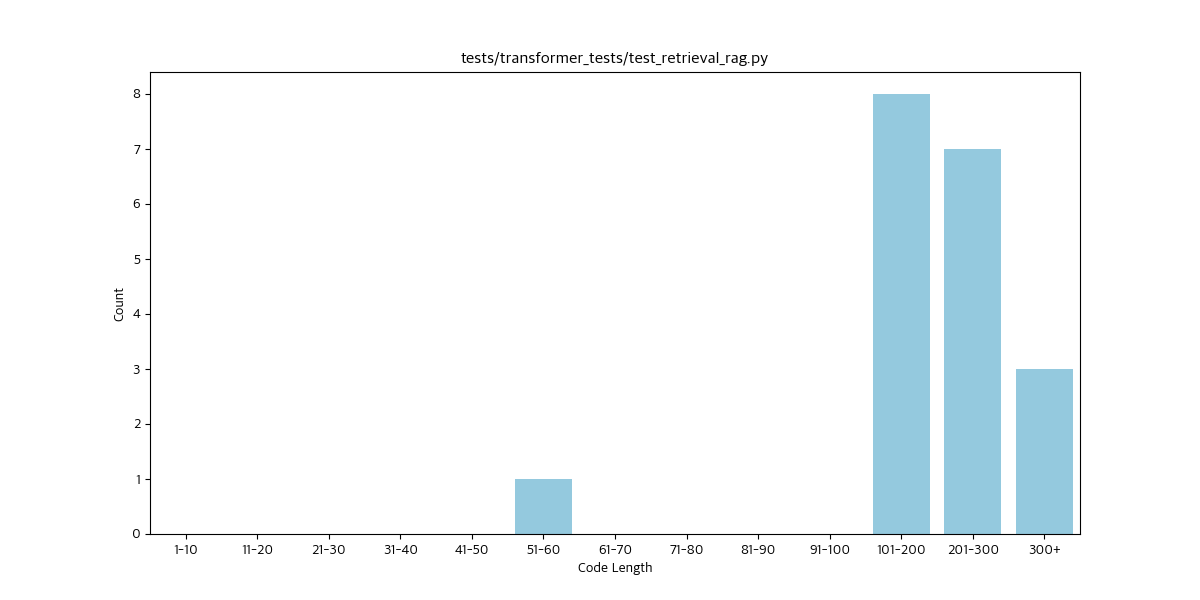 tests/transformer_tests/test_retrieval_rag.py
8
7
6
5
4
3
2
1
0
Count
1-10 11-20 21-30 31-40 41-50 51-60 61-70 71-80 81-90 91-100 101-200 201-300 300+
Code Length